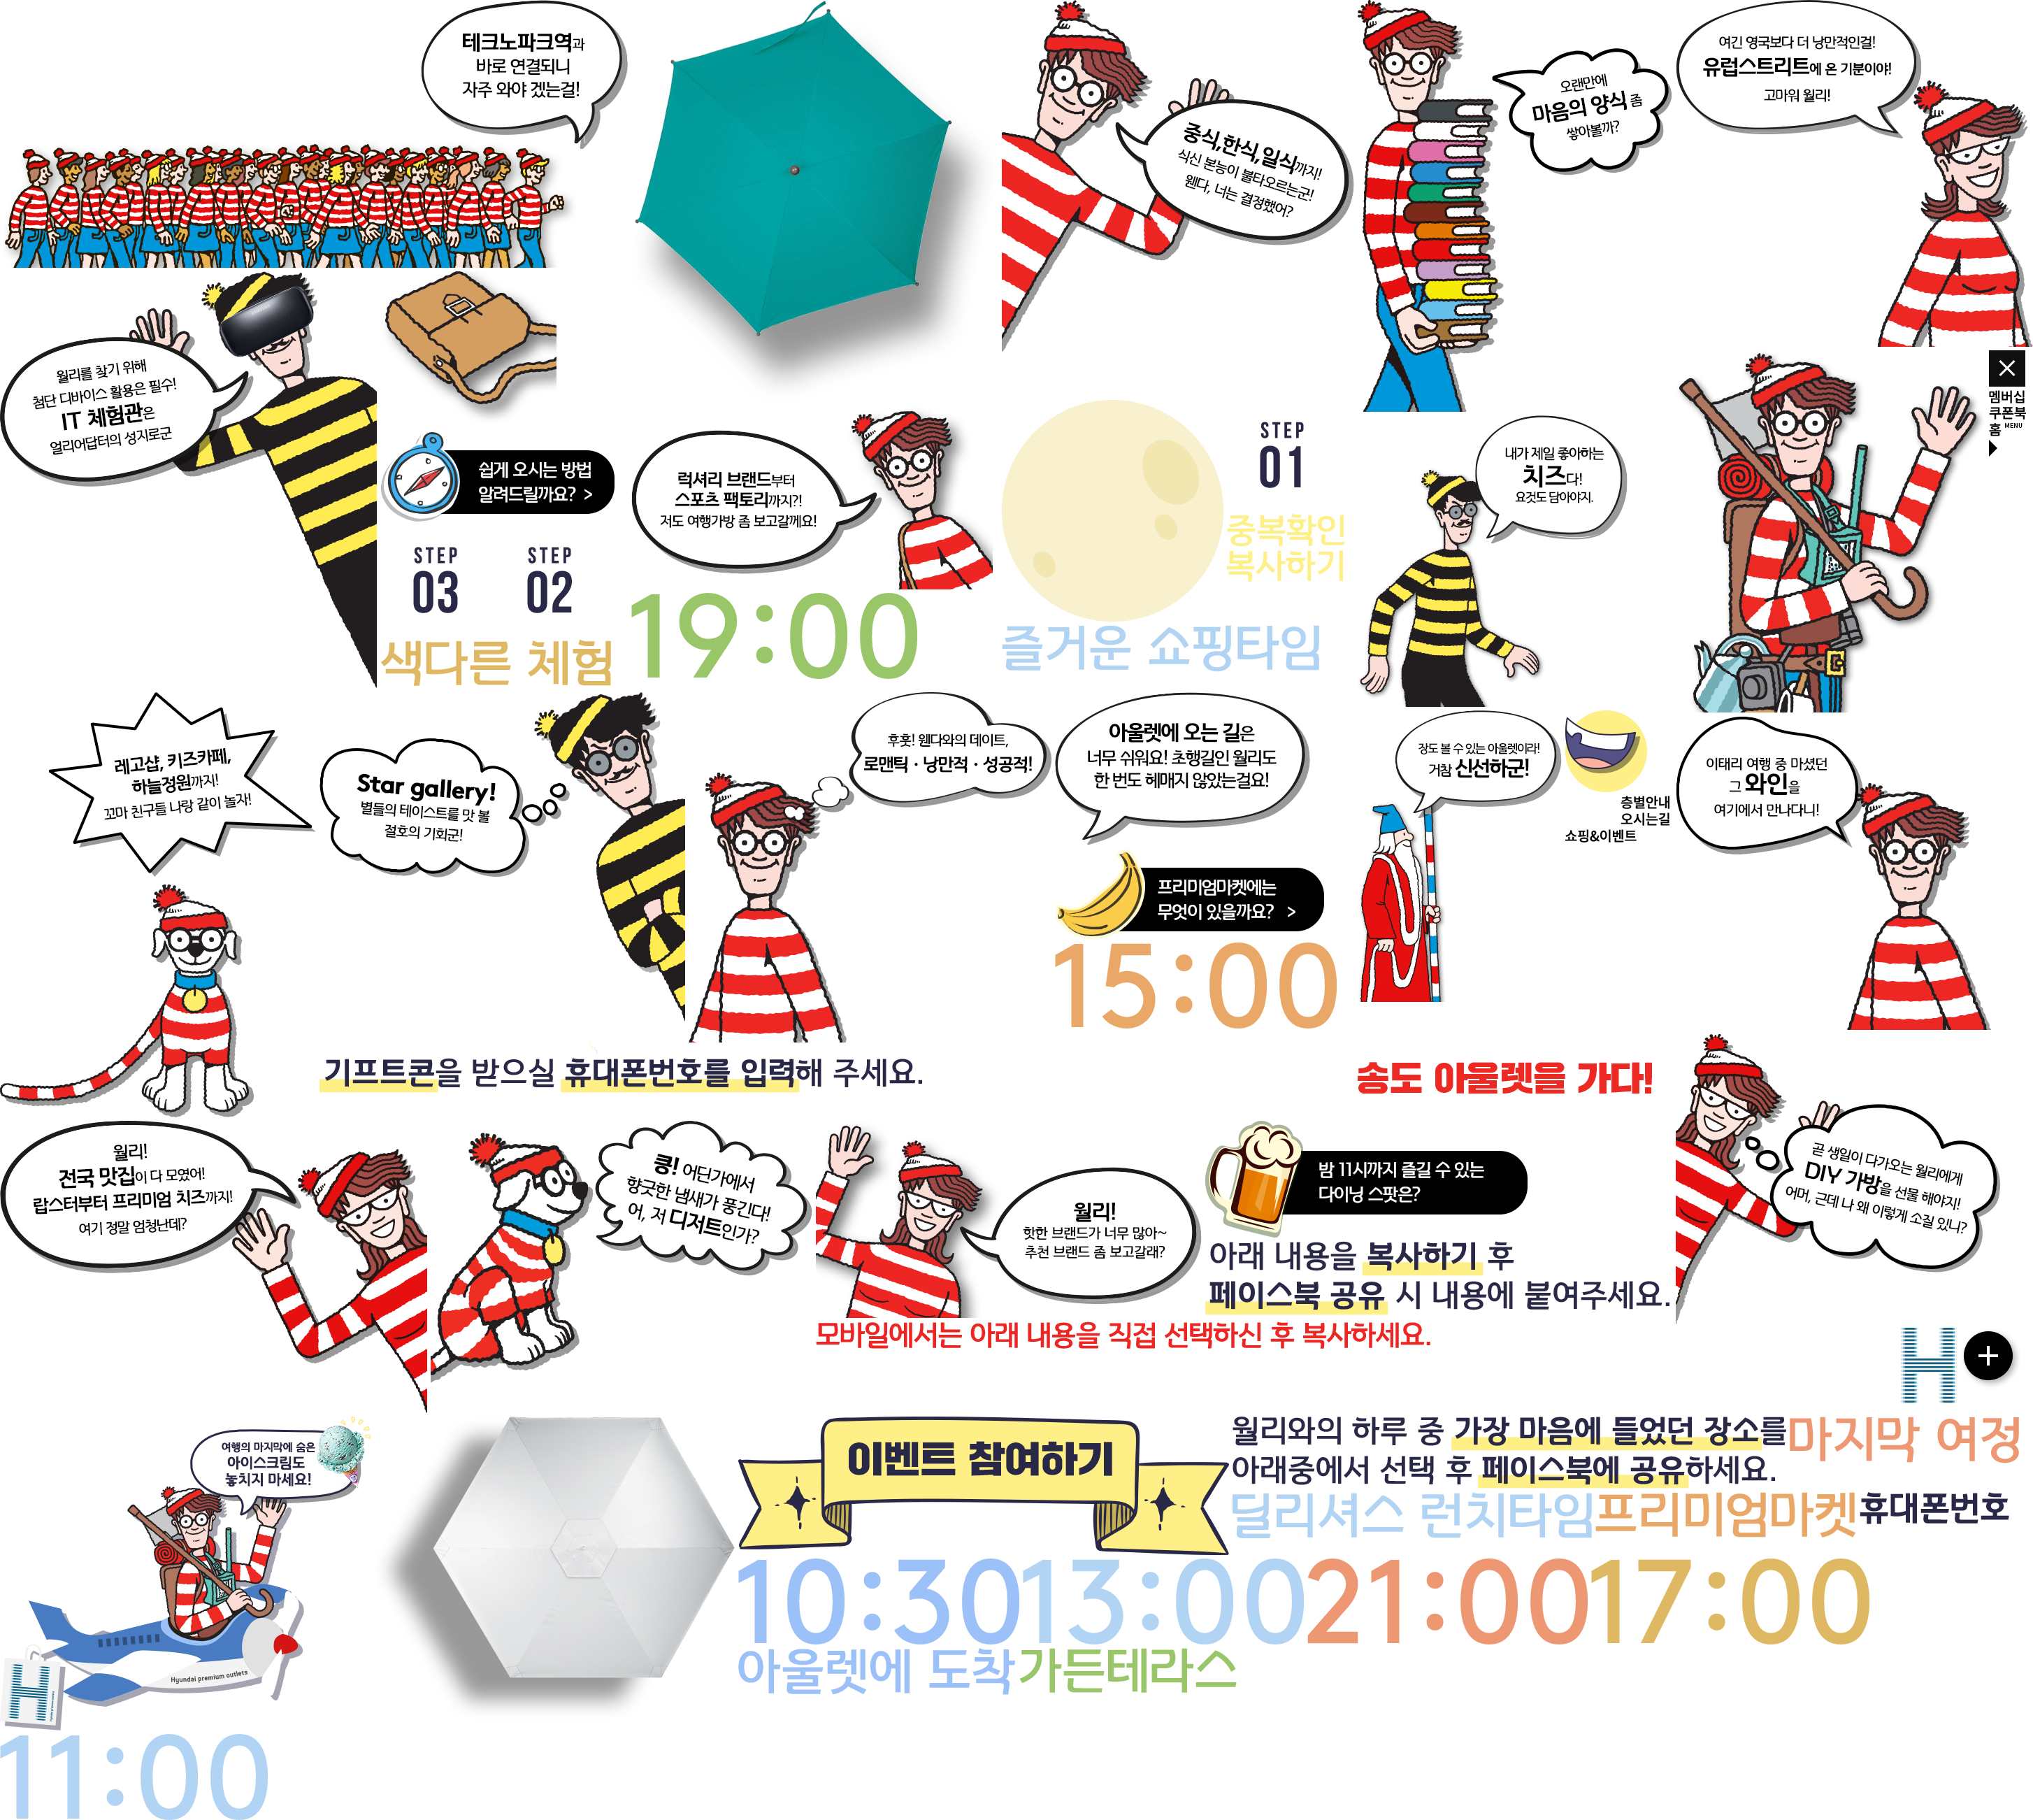 테크노파크역과
바로 연결되니
자주 와야 겠는걸!
중식,한식,일식까지!
식신 본능이 불타오르는군!
웬다, 너는 결정했어?
오랜만에
마음의 양식 좀
쌓아볼까?
여긴 영국보다 더 낭만적인걸!
유럽스트리트에 온 기분이야!
고마워 월리!
월리를 찾기 위해
첨단 디바이스 활용은 필수!
IT 체험관은
얼리어답터의 성지로군
쉽게 오시는 방법
알려드릴까요? >
럭셔리 브랜드부터
스포츠 팩토리까지?!
저도 여행가방 좀 보고갈께요!
STEP
01
중복확인
복사하기
내가 제일 좋아하는
치즈다!
요것도 담아야지.
멤버십
쿠폰북
홈 MENU
STEP
03
STEP
02
색다른 체험
19:00
즐거운 쇼핑타임
레고샵, 키즈카페,
하늘정원까지!
꼬마 친구들 나랑 같이 놀자!
Star gallery!
별들의 테이스트를 맛 볼
절호의 기회군!
후훗! 웬다와의 데이트,
로맨틱 · 낭만적 · 성공적!
아울렛에 오는 길은
너무 쉬워요! 초행길인 월리도
한 번도 헤매지 않았는걸요!
장도 볼 수 있는 아울렛이라!
거참 신선하군!
층별안내
오시는길
쇼핑&이벤트
이태리 여행 중 마셨던
그 와인을
여기에서 만나다니!
프리미엄마켓에는
무엇이 있을까요? >
15:00
기프트콘을 받으실 휴대폰번호를 입력해 주세요.
송도 아울렛을 가다!
월리!
전국 맛집이 다 모였어!
랍스터부터 프리미엄 치즈까지!
여기 정말 엄청난데?
킁! 어딘가에서
향긋한 냄새가 풍긴다!
어, 저 디저트인가?
월리!
핫한 브랜드가 너무 많아~
추천 브랜드 좀 보고갈래?
밤 11시까지 즐길 수 있는
다이닝 스팟은?
곧 생일이 다가오는 월리에게
DIY 가방을 선물 해야지!
어머, 근데 나 왜 이렇게 소질 있니?
아래 내용을 복사하기 후
페이스북 공유 시 내용에 붙여주세요.
모바일에서는 아래 내용을 직접 선택하신 후 복사하세요.
H
+
여행의 마지막에 숨은
아이스크림도
놓치지 마세요!
Hyundai premium outlets
H
이벤트 참여하기
월리와의 하루 중 가장 마음에 들었던 장소를
아래중에서 선택 후 페이스북에 공유하세요.
마지막 여정
딜리셔스 런치타임
프리미엄마켓
휴대폰번호
10:30
13:00
21:00
17:00
아울렛에 도착
가든테라스
11:00